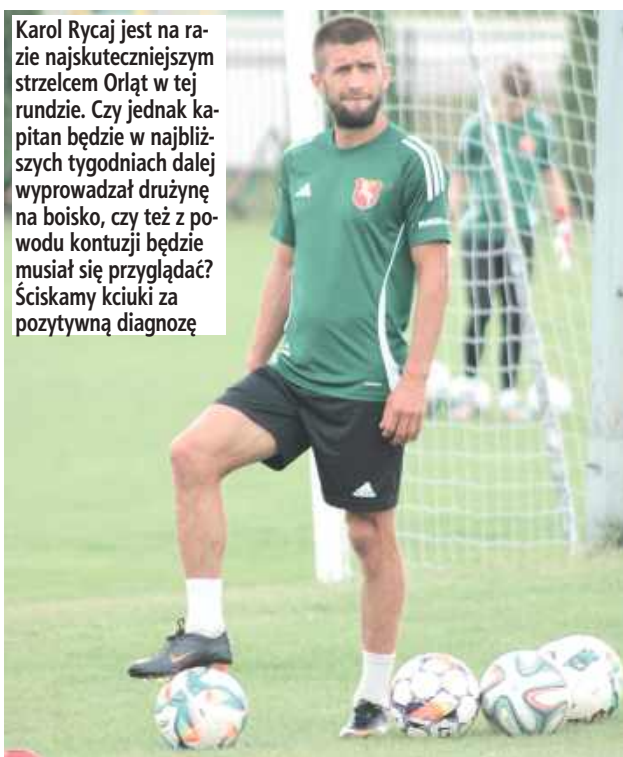 Karol Rycaj jest na ra-
zie najskuteczniejszym
strzelcem Orląt w tej
rundzie. Czy jednak ka-
pitan będzie w najbliż-
szych tygodniach dalej
wyprowadzał drużynę
na boisko, czy też z po-
wodu kontuzji będzie
musiał się przyglądać?
Ściskamy kciuki za
pozytywną diagnozę